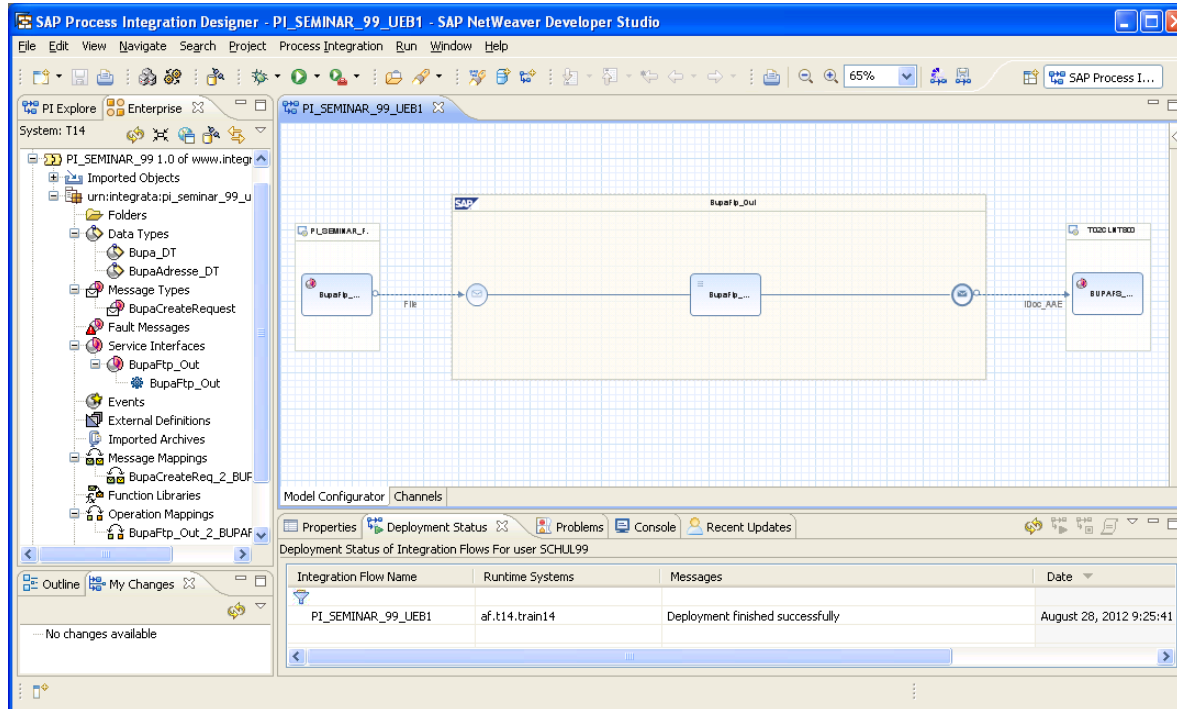 SAP Process Integration Designer - PI_SEMINAR_99_UEB1 - SAP NetWeaver Developer Studio
File Edit View Navigate Search Project Process Integration Run Window Help
65%
SAP Process I...
PI Explore
Enterprise
System: T14
PI_SEMINAR_99 1.0 of www.integr
Imported Objects
urn:integrata:pi_seminar_99_u
Folders
Data Types
Bupa_DT
BupaAdresse_DT
Message Types
BupaCreateRequest
Fault Messages
Service Interfaces
BupaFtp_Out
BupaFtp_Out
Events
External Definitions
Imported Archives
Message Mappings
BupaCreateReq_2_BUP
Function Libraries
Operation Mappings
BupaFtp_Out_2_BUPAF
Outline
My Changes
No changes available
PI_SEMINAR_99_UEB1
SAP
BupaFtp_Out
PI_SEMINAR_F.
BupaFtp_...
File
BupaFtp_...
IDoc_AAE
BUPAFS_...
Model Configurator
Channels
Properties
Deployment Status
Problems
Console
Recent Updates
Deployment Status of Integration Flows For user SCHUL99
Integration Flow Name Runtime Systems Messages Date
PI_SEMINAR_99_UEB1 af.t14.train14 Deployment finished successfully August 28, 2012 9:25:41